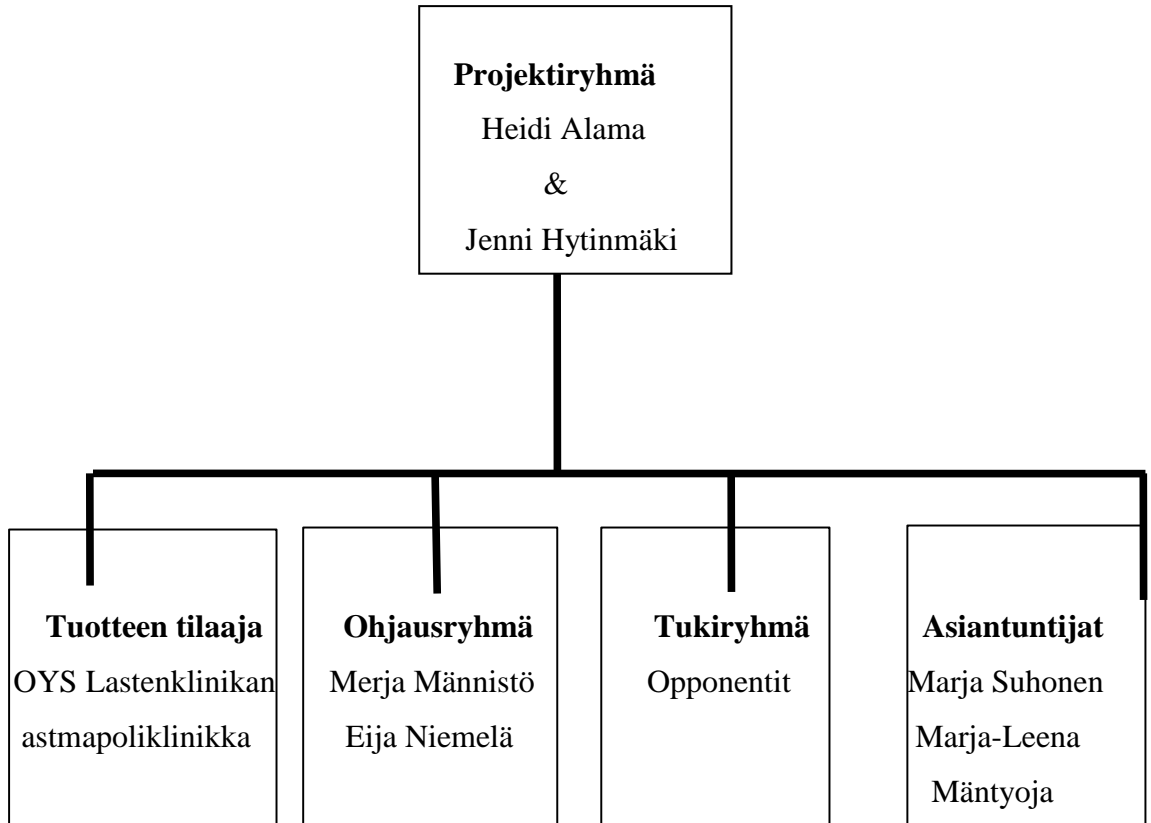 Projektiryhmä
Heidi Alama
&
Jenni Hytinmäki
Tuotteen tilaaja
OYS Lastenklinikan
astmapoliklinikka
Ohjausryhmä
Merja Männistö
Eija Niemelä
Tukiryhmä
Opponentit
Asiantuntijat
Marja Suhonen
Marja-Leena
Mäntyoja